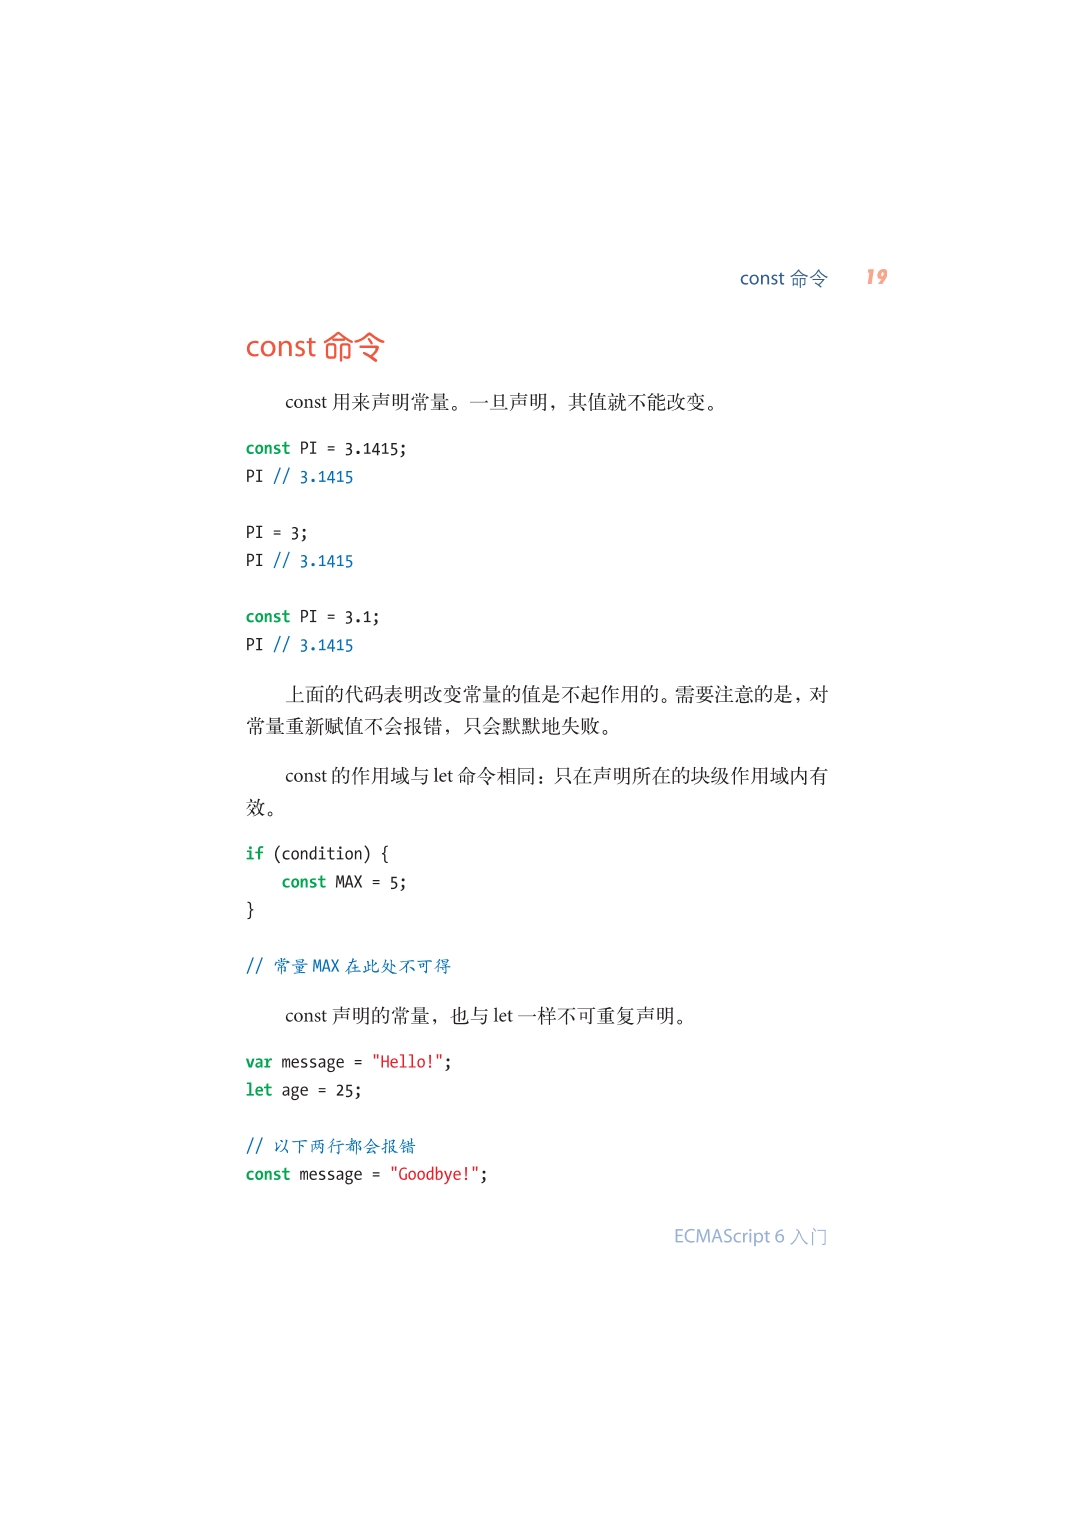 const 命令 19
const 命令
const 用来声明常量。一旦声明，其值就不能改变。
const PI = 3.1415;
PI // 3.1415
PI = 3;
PI // 3.1415
const PI = 3.1;
PI // 3.1415
上面的代码表明改变常量的值是不起作用的。需要注意的是，对
常量重新赋值不会报错，只会默默地失败。
const 的作用域与 let 命令相同：只在声明所在的块级作用域内有
效。
if (condition) {
    const MAX = 5;
}
// 常量 MAX 在此处不可得
const 声明的常量，也与 let 一样不可重复声明。
var message = "Hello!";
let age = 25;
// 以下两行都会报错
const message = "Goodbye!";
ECMAScript 6 入门